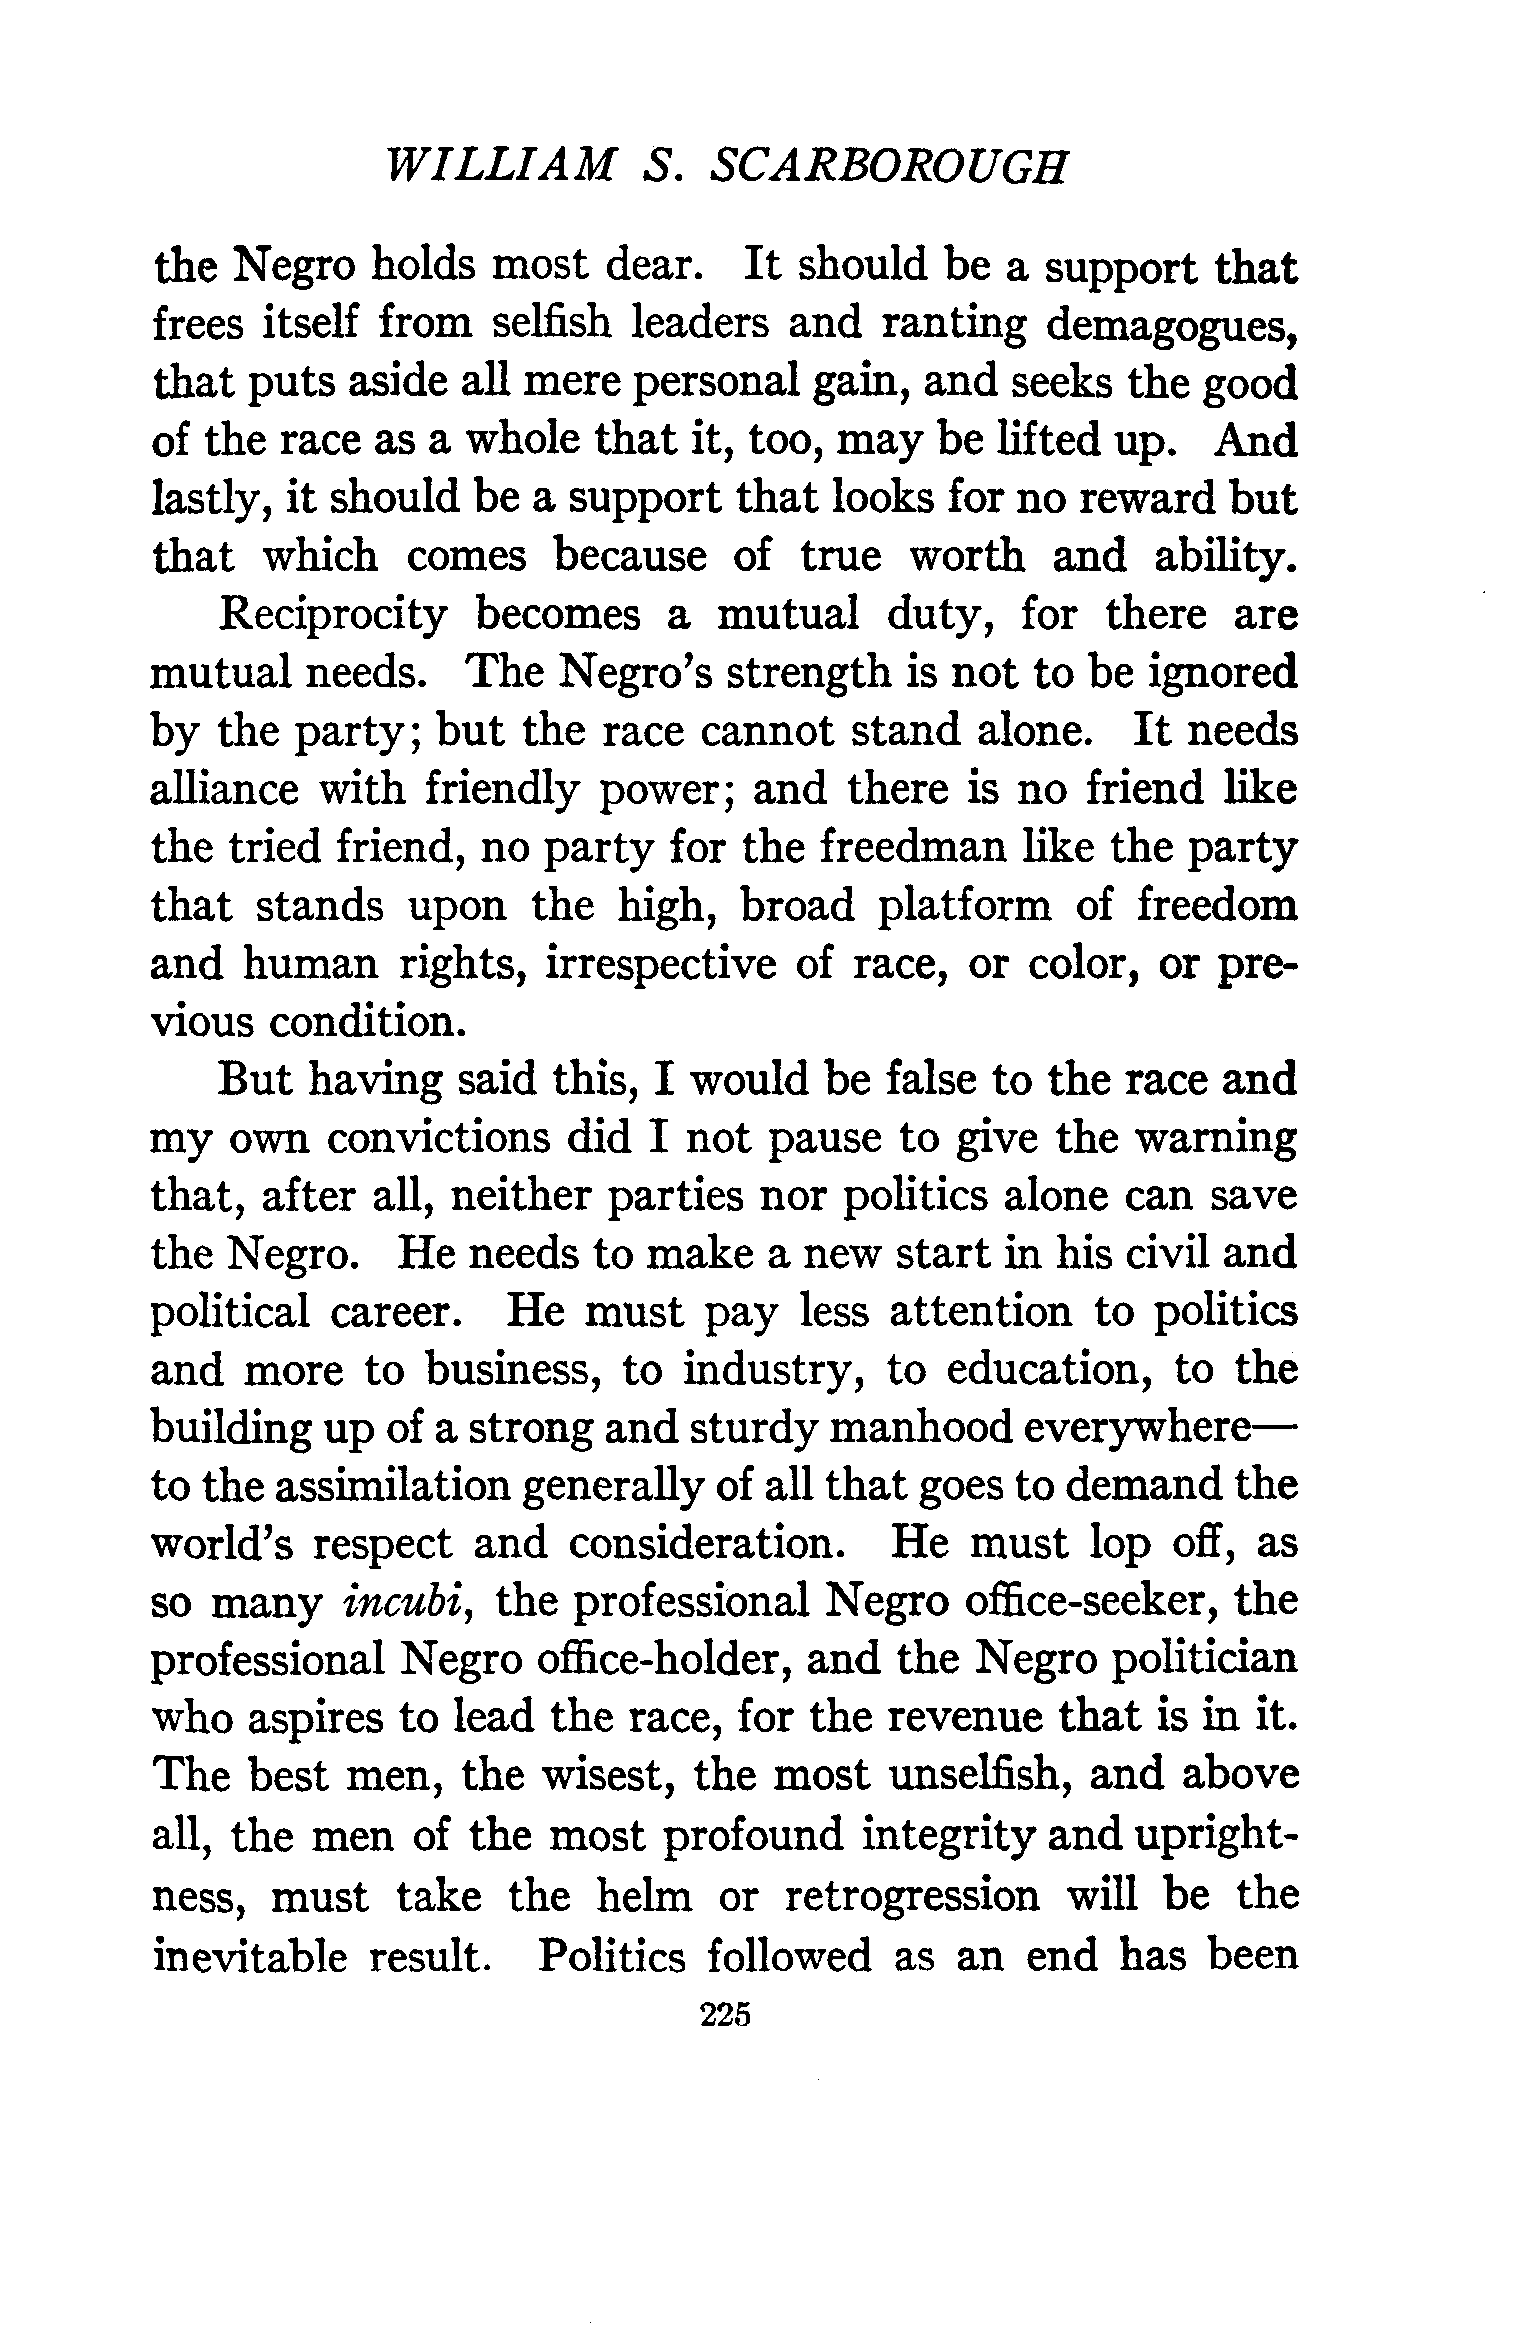 WILLIAM S. SCARBOROUGH
the Negro holds most dear. It should be a support that
frees itself from selfish leaders and ranting demagogues,
that puts aside all mere personal gain, and seeks the good
of the race as a whole that it, too, may be lifted up. And
lastly, it should be a support that looks for no reward but
that which comes because of true worth and ability.
Reciprocity becomes a mutual duty, for there are
mutual needs. The Negro's strength is not to be ignored
by the party; but the race cannot stand alone. It needs
alliance with friendly power; and there is no friend like
the tried friend, no party for the freedman like the party
that stands upon the high, broad platform of freedom
and human rights, irrespective of race, or color, or pre-
vious condition.
But having said this, I would be false to the race and
my own convictions did I not pause to give the warning
that, after all, neither parties nor politics alone can save
the Negro. He needs to make a new start in his civil and
political career. He must pay less attention to politics
and more to business, to industry, to education, to the
building up of a strong and sturdy manhood everywhere—
to the assimilation generally of all that goes to demand the
world's respect and consideration. He must lop off, as
so many incubi, the professional Negro office-seeker, the
professional Negro office-holder, and the Negro politician
who aspires to lead the race, for the revenue that is in it.
The best men, the wisest, the most unselfish, and above
all, the men of the most profound integrity and upright-
ness, must take the helm or retrogression will be the
inevitable result. Politics followed as an end has been
225